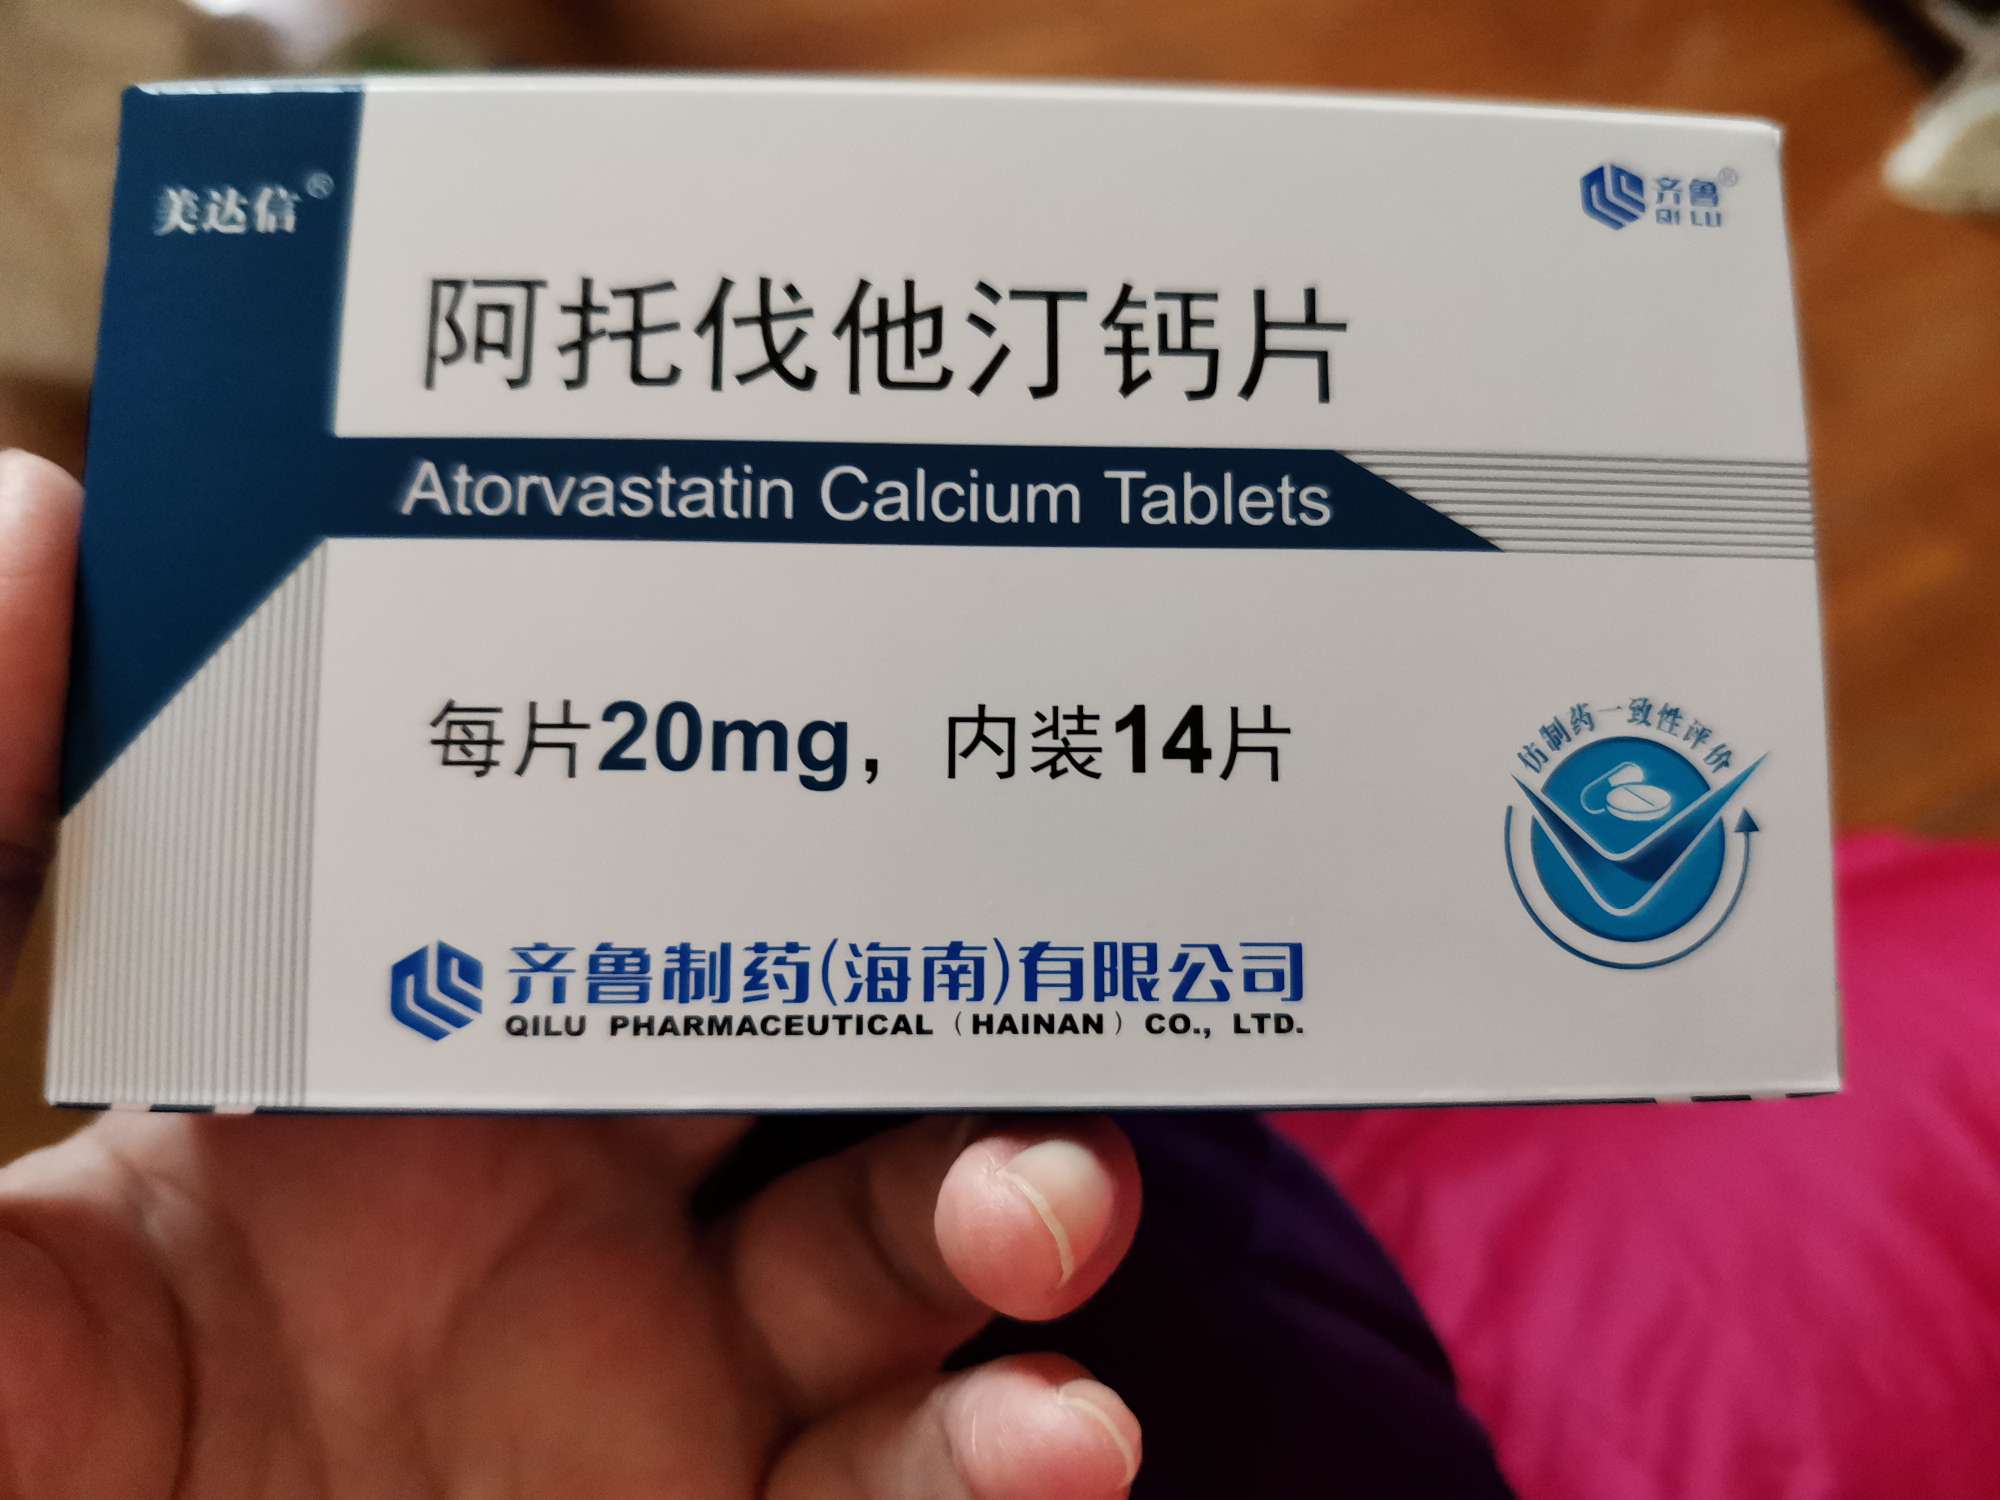 美达信®
齐鲁®
QILU
阿托伐他汀钙片
Atorvastatin Calcium Tablets
每片20mg，内装14片
仿制药一致性评价
齐鲁制药(海南)有限公司
QILU PHARMACEUTICAL（HAINAN）CO., LTD.